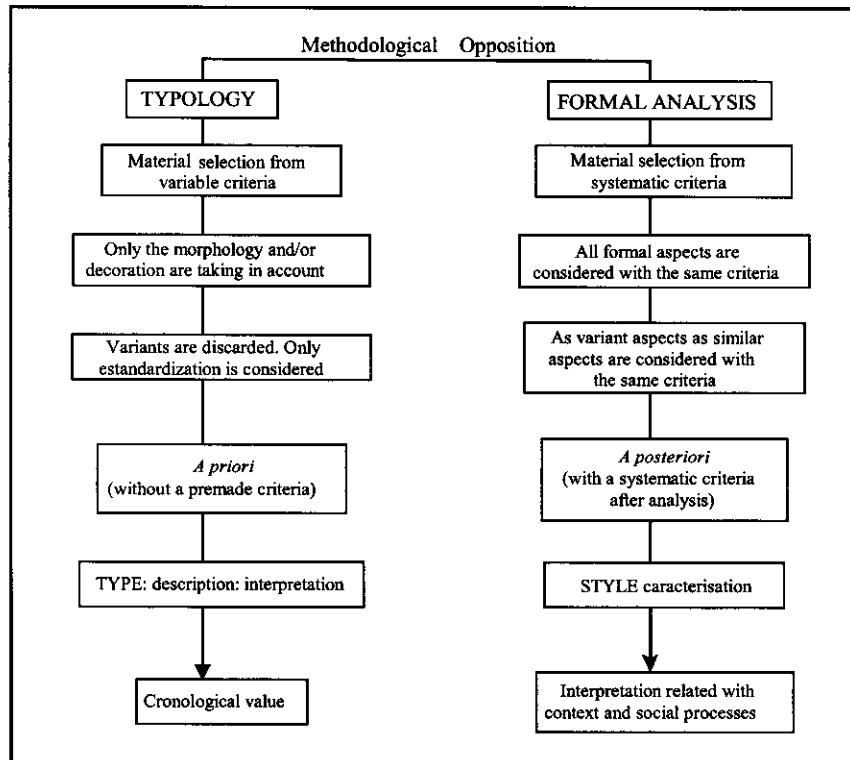 Methodological Opposition
TYPOLOGY
Material selection from
variable criteria
Only the morphology and/or
decoration are taking in account
Variants are discarded. Only
estandardization is considered
A priori
(without a premade criteria)
TYPE: description: interpretation
Cronological value
FORMAL ANALYSIS
Material selection from
systematic criteria
All formal aspects are
considered with the same criteria
As variant aspects as similar
aspects are considered with
the same criteria
A posteriori
(with a systematic criteria
after analysis)
STYLE caracterisation
Interpretation related with
context and social processes